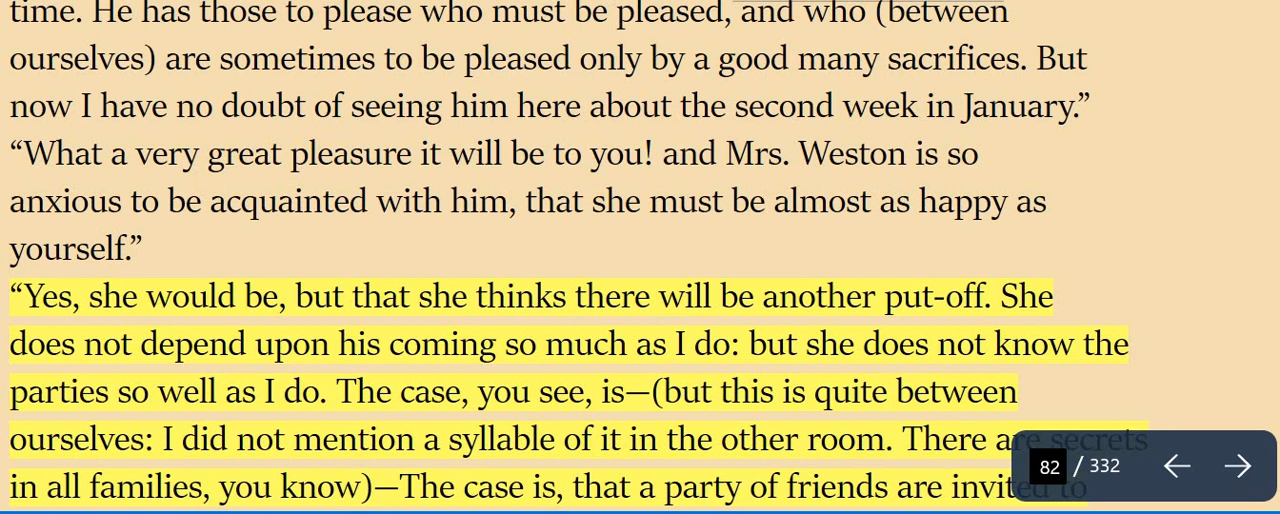 time. He has those to please who must be pleased, and who (between
ourselves) are sometimes to be pleased only by a good many sacrifices. But
now I have no doubt of seeing him here about the second week in January.”
“What a very great pleasure it will be to you! and Mrs. Weston is so
anxious to be acquainted with him, that she must be almost as happy as
yourself.”
“Yes, she would be, but that she thinks there will be another put-off. She
does not depend upon his coming so much as I do: but she does not know the
parties so well as I do. The case, you see, is—(but this is quite between
ourselves: I did not mention a syllable of it in the other room. There are secrets
in all families, you know)—The case is, that a party of friends are invited to
82 / 332